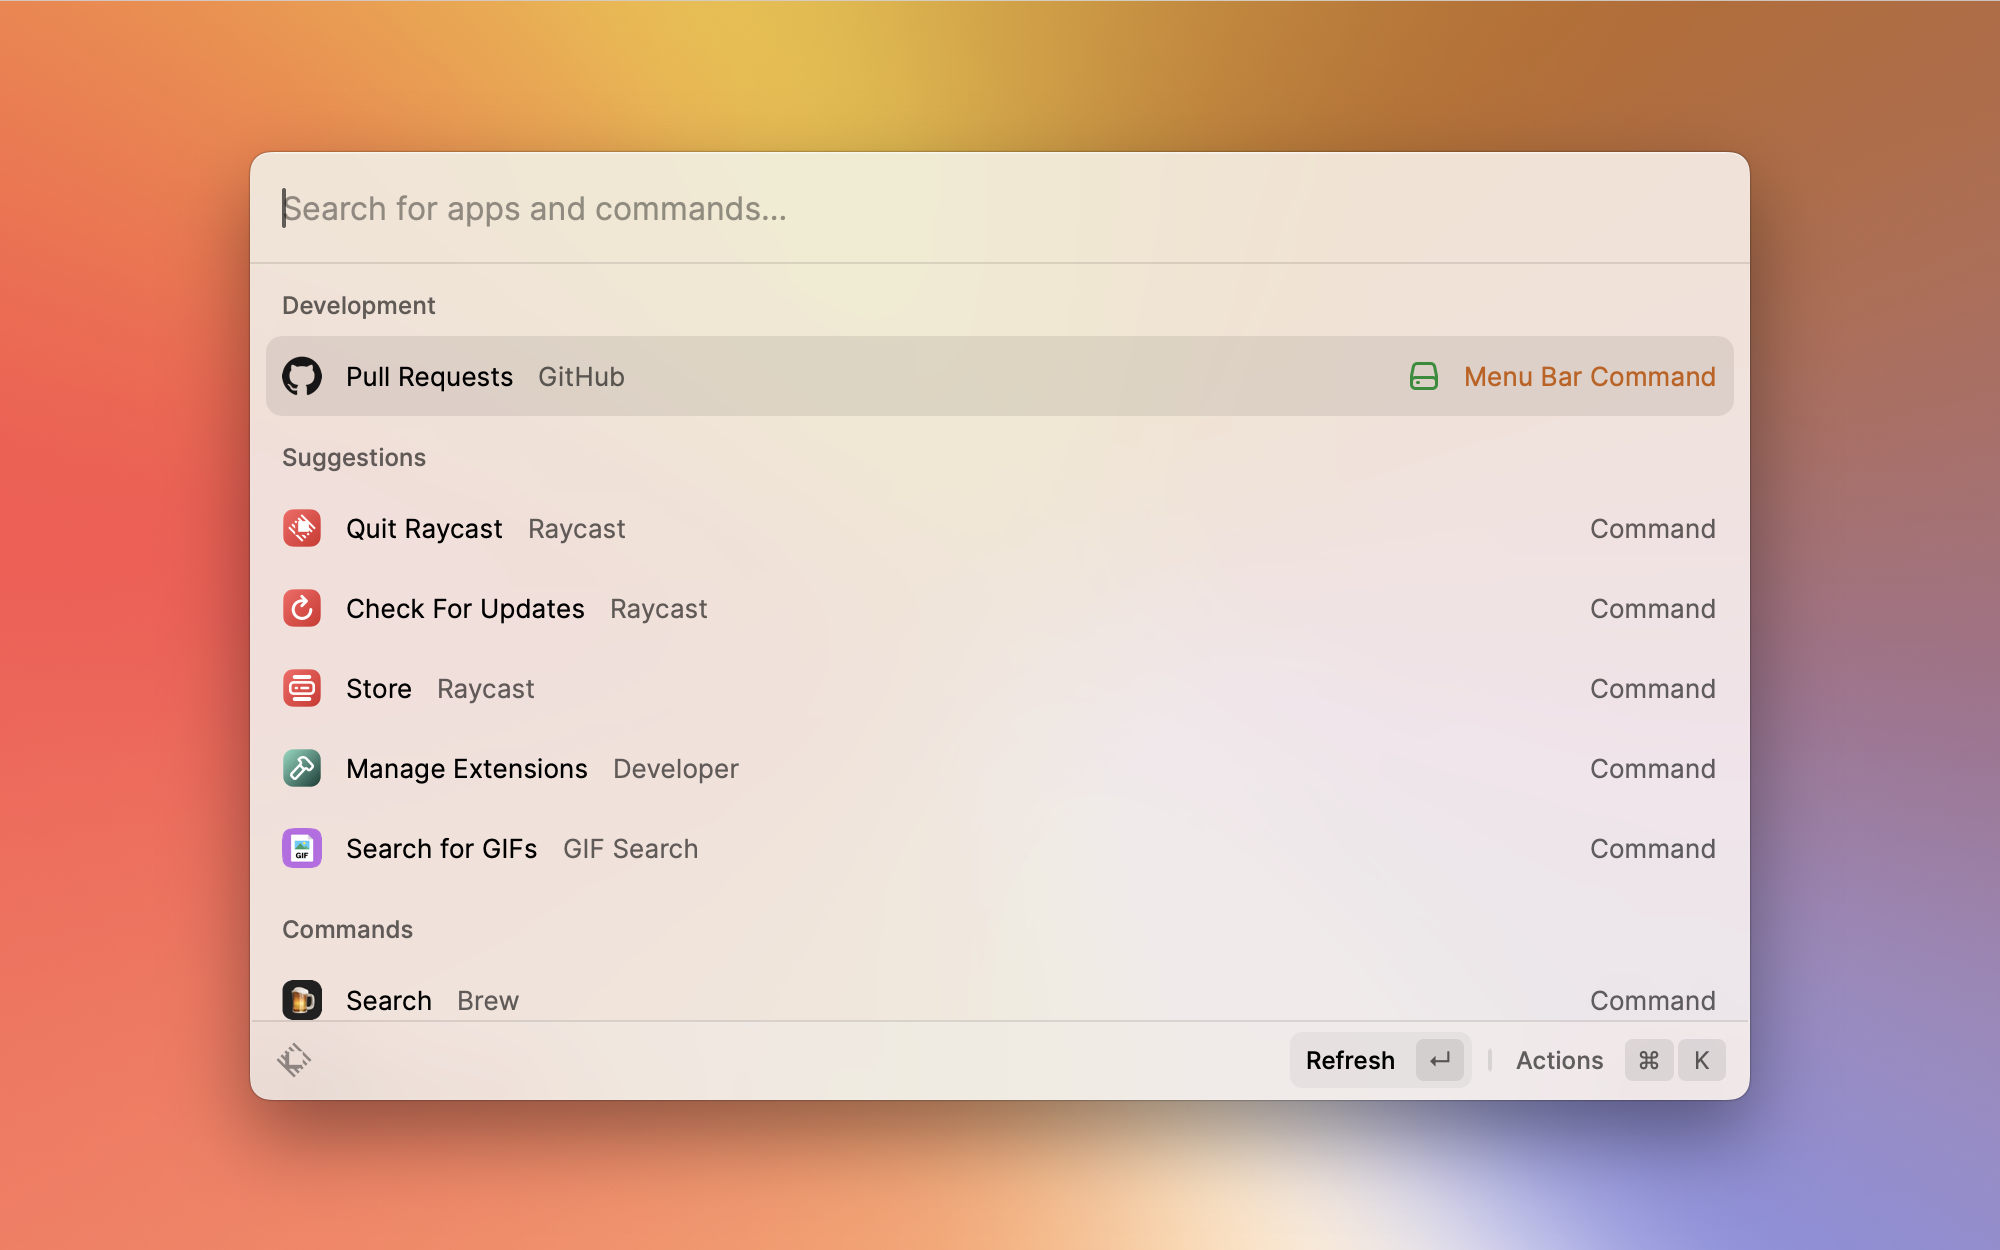 Search for apps and commands...
Development
Pull Requests GitHub Menu Bar Command
Suggestions
Quit Raycast Raycast Command
Check For Updates Raycast Command
Store Raycast Command
Manage Extensions Developer Command
GIF
Search for GIFs GIF Search Command
Commands
Search Brew Command
Refresh ↵ Actions ⌘ K